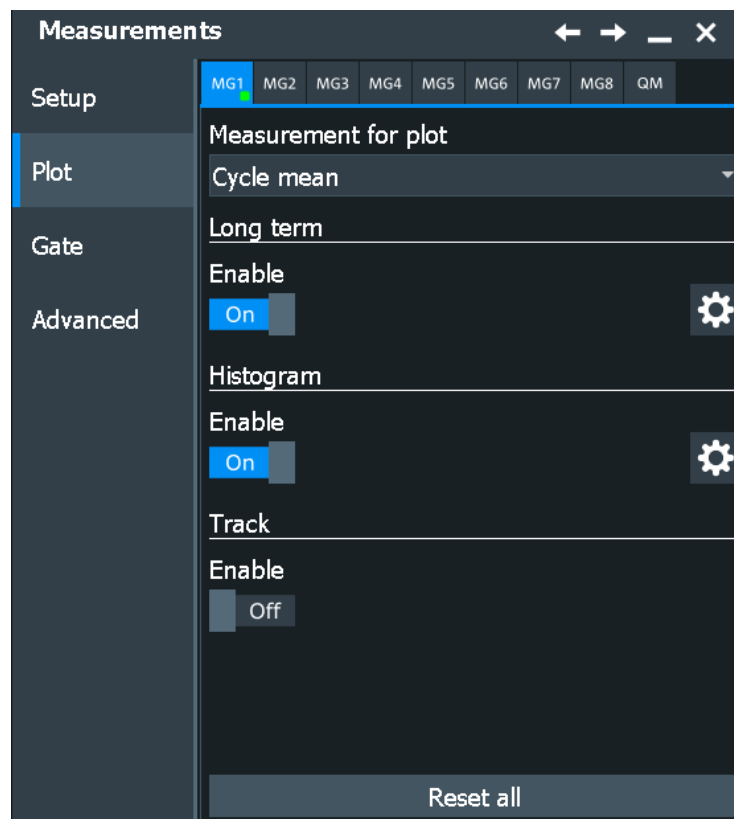 Measurements
Setup
Plot
Gate
Advanced
MG1 MG2 MG3 MG4 MG5 MG6 MG7 MG8 QM
Measurement for plot
Cycle mean
Long term
Enable
On
Histogram
Enable
On
Track
Enable
Off
Reset all